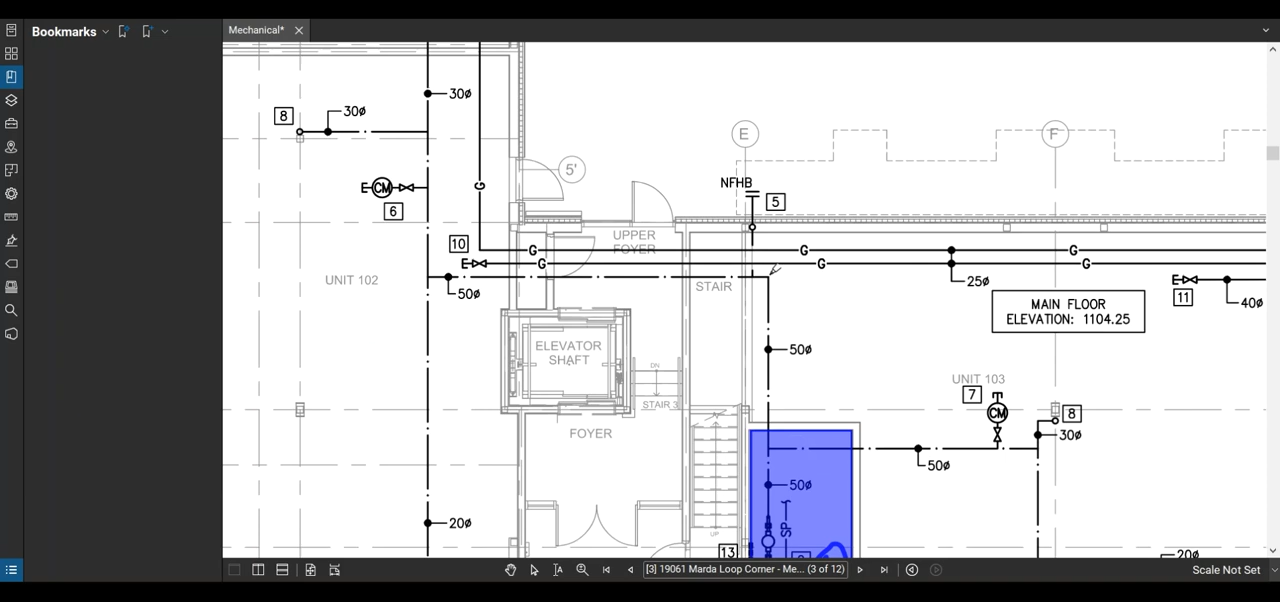 Bookmarks
Mechanical*
30ø
8
30ø
CM
6
G
5'
E
F
NFHB
5
10
G
G
G
UPPER
FOYER
G
G
G
UNIT 102
50ø
STAIR
25ø
11
40ø
MAIN FLOOR
ELEVATION: 1104.25
ELEVATOR
SHAFT
50ø
DN
STAIR 3
UNIT 103
7
CM
8
30ø
FOYER
50ø
50ø
20ø
SP
UP
13
20ø
[3] 19061 Marda Loop Corner - Me... (3 of 12)
Scale Not Set